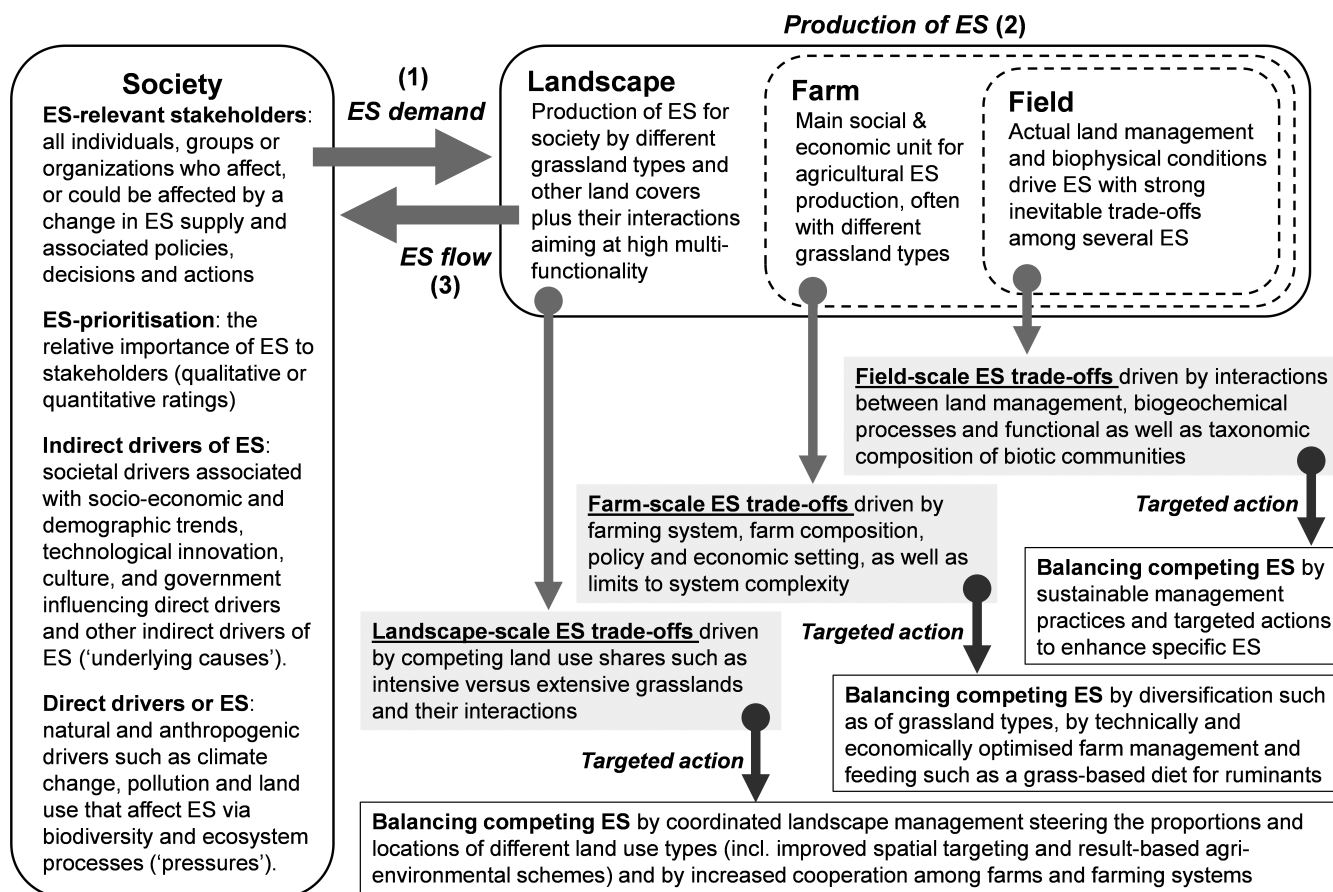 Production of ES (2)
Society
ES-relevant stakeholders:
all individuals, groups or
organizations who affect,
or could be affected by a
change in ES supply and
associated policies,
decisions and actions
ES-prioritisation: the
relative importance of ES to
stakeholders (qualitative or
quantitative ratings)
Indirect drivers of ES:
societal drivers associated
with socio-economic and
demographic trends,
technological innovation,
culture, and government
influencing direct drivers
and other indirect drivers of
ES (‘underlying causes’).
Direct drivers or ES:
natural and anthropogenic
drivers such as climate
change, pollution and land
use that affect ES via
biodiversity and ecosystem
processes (‘pressures’).
(1)
ES demand
ES flow
(3)
Landscape
Production of ES for
society by different
grassland types and
other land covers
plus their interactions
aiming at high multi-
functionality
Farm
Main social &
economic unit for
agricultural ES
production, often
with different
grassland types
Field
Actual land management
and biophysical conditions
drive ES with strong
inevitable trade-offs
among several ES
Field-scale ES trade-offs driven by interactions
between land management, biogeochemical
processes and functional as well as taxonomic
composition of biotic communities
Targeted action
Balancing competing ES by
sustainable management
practices and targeted actions
to enhance specific ES
Farm-scale ES trade-offs driven by
farming system, farm composition,
policy and economic setting, as well as
limits to system complexity
Targeted action
Balancing competing ES by diversification such
as of grassland types, by technically and
economically optimised farm management and
feeding such as a grass-based diet for ruminants
Landscape-scale ES trade-offs driven
by competing land use shares such as
intensive versus extensive grasslands
and their interactions
Targeted action
Balancing competing ES by coordinated landscape management steering the proportions and
locations of different land use types (incl. improved spatial targeting and result-based agri-
environmental schemes) and by increased cooperation among farms and farming systems